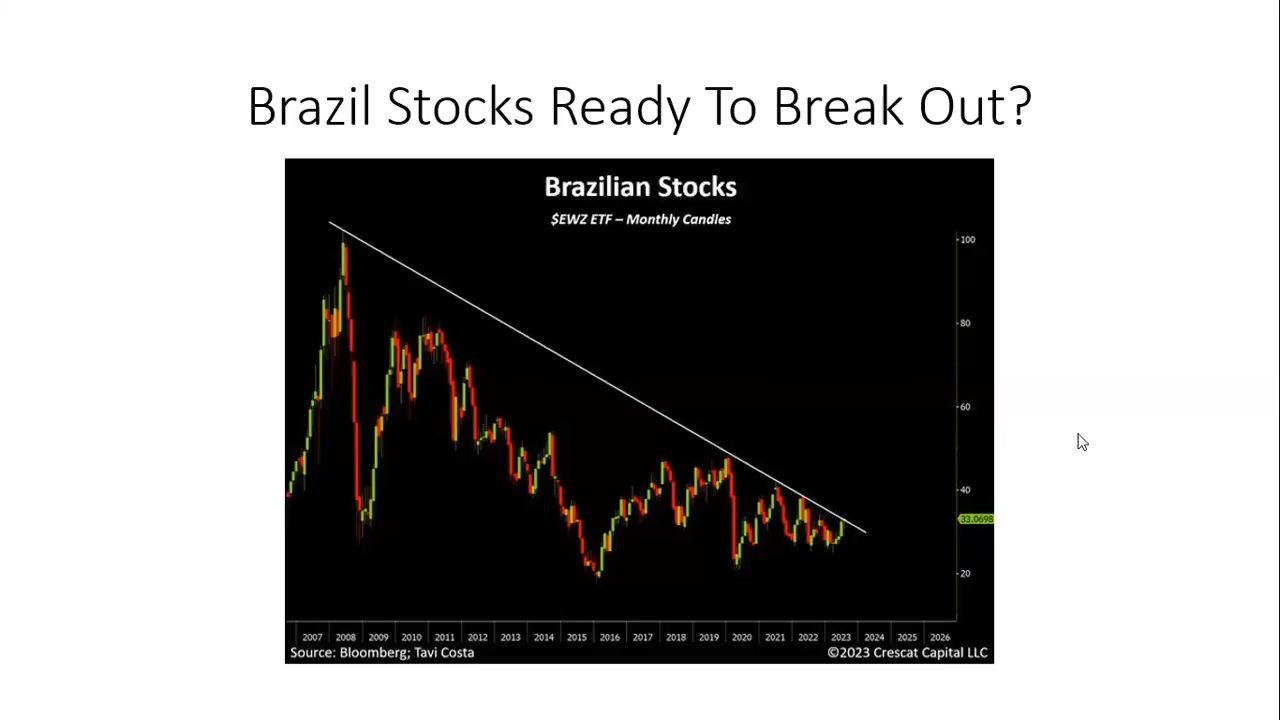 Brazil Stocks Ready To Break Out?
Brazilian Stocks
$EWZ ETF – Monthly Candles
100
80
60
40
33.0698
20
2007 2008 2009 2010 2011 2012 2013 2014 2015 2016 2017 2018 2019 2020 2021 2022 2023 2024 2025 2026
Source: Bloomberg; Tavi Costa
©2023 Crescat Capital LLC